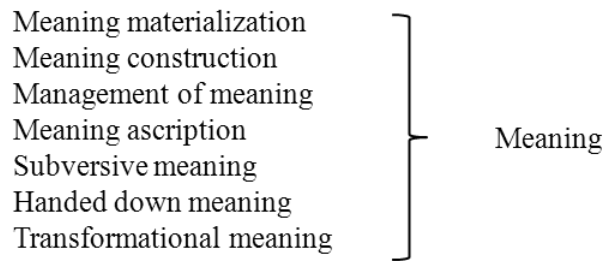 Meaning materialization
Meaning construction
Management of meaning
Meaning ascription
Subversive meaning
Handed down meaning
Transformational meaning
Meaning